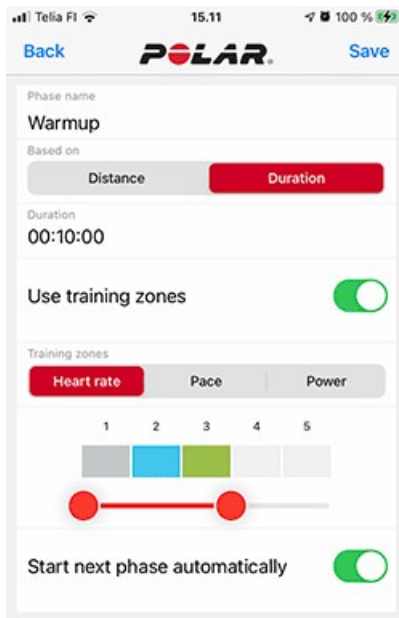 Telia FI 15.11 100 %
Back POLAR. Save
Phase name
Warmup
Based on
Distance Duration
Duration
00:10:00
Use training zones
Training zones
Heart rate Pace Power
1 2 3 4 5
Start next phase automatically